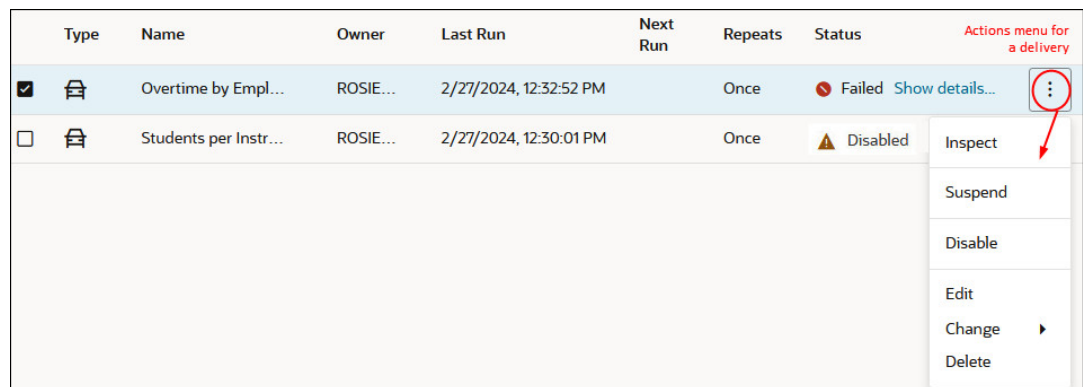 Type Name Owner Last Run Next Run Repeats Status
Actions menu for
a delivery
Overtime by Empl... ROSIE... 2/27/2024, 12:32:52 PM Once Failed Show details...
Students per Instr... ROSIE... 2/27/2024, 12:30:01 PM Once Disabled
Inspect
Suspend
Disable
Edit
Change
Delete